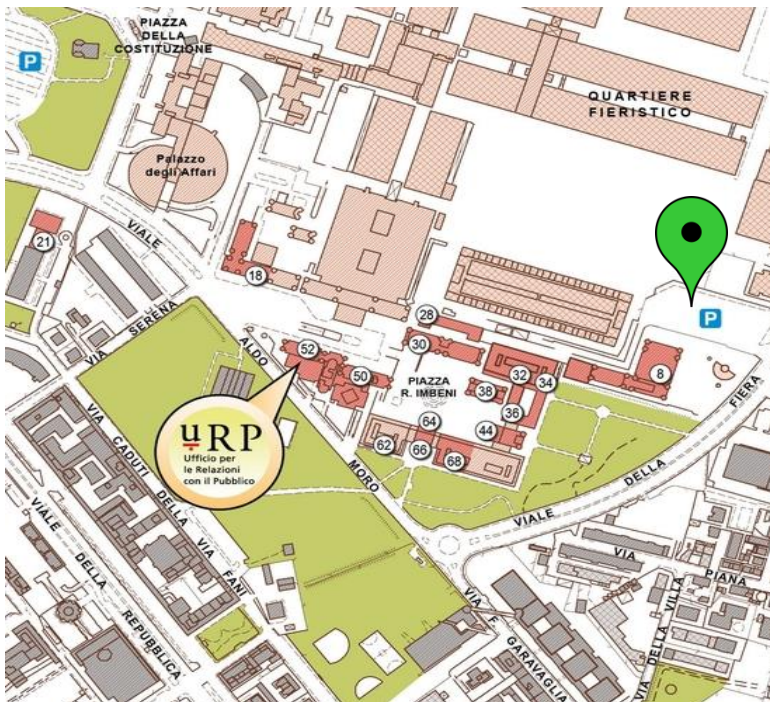 PIAZZA
DELLA
COSTITUZIONE
P
QUARTIERE
FIERISTICO
Palazzo
degli Affari
VIALE
21
18
VIA SERENA
ALDO
28
P
30
52
50
PIAZZA
R. IMBENI
32
34
38
36
8
FIERA
64
44
62
66
68
uRP
Ufficio per
le Relazioni
con il Pubblico
MORO
VIALE
DELLA
VIA CADUTI DELLA VIA FANI
VIALE
DELLA
REPUBBLICA
VIA
PIANA
VIA F. GARAVAGLIA
VIA DELLA VILLA